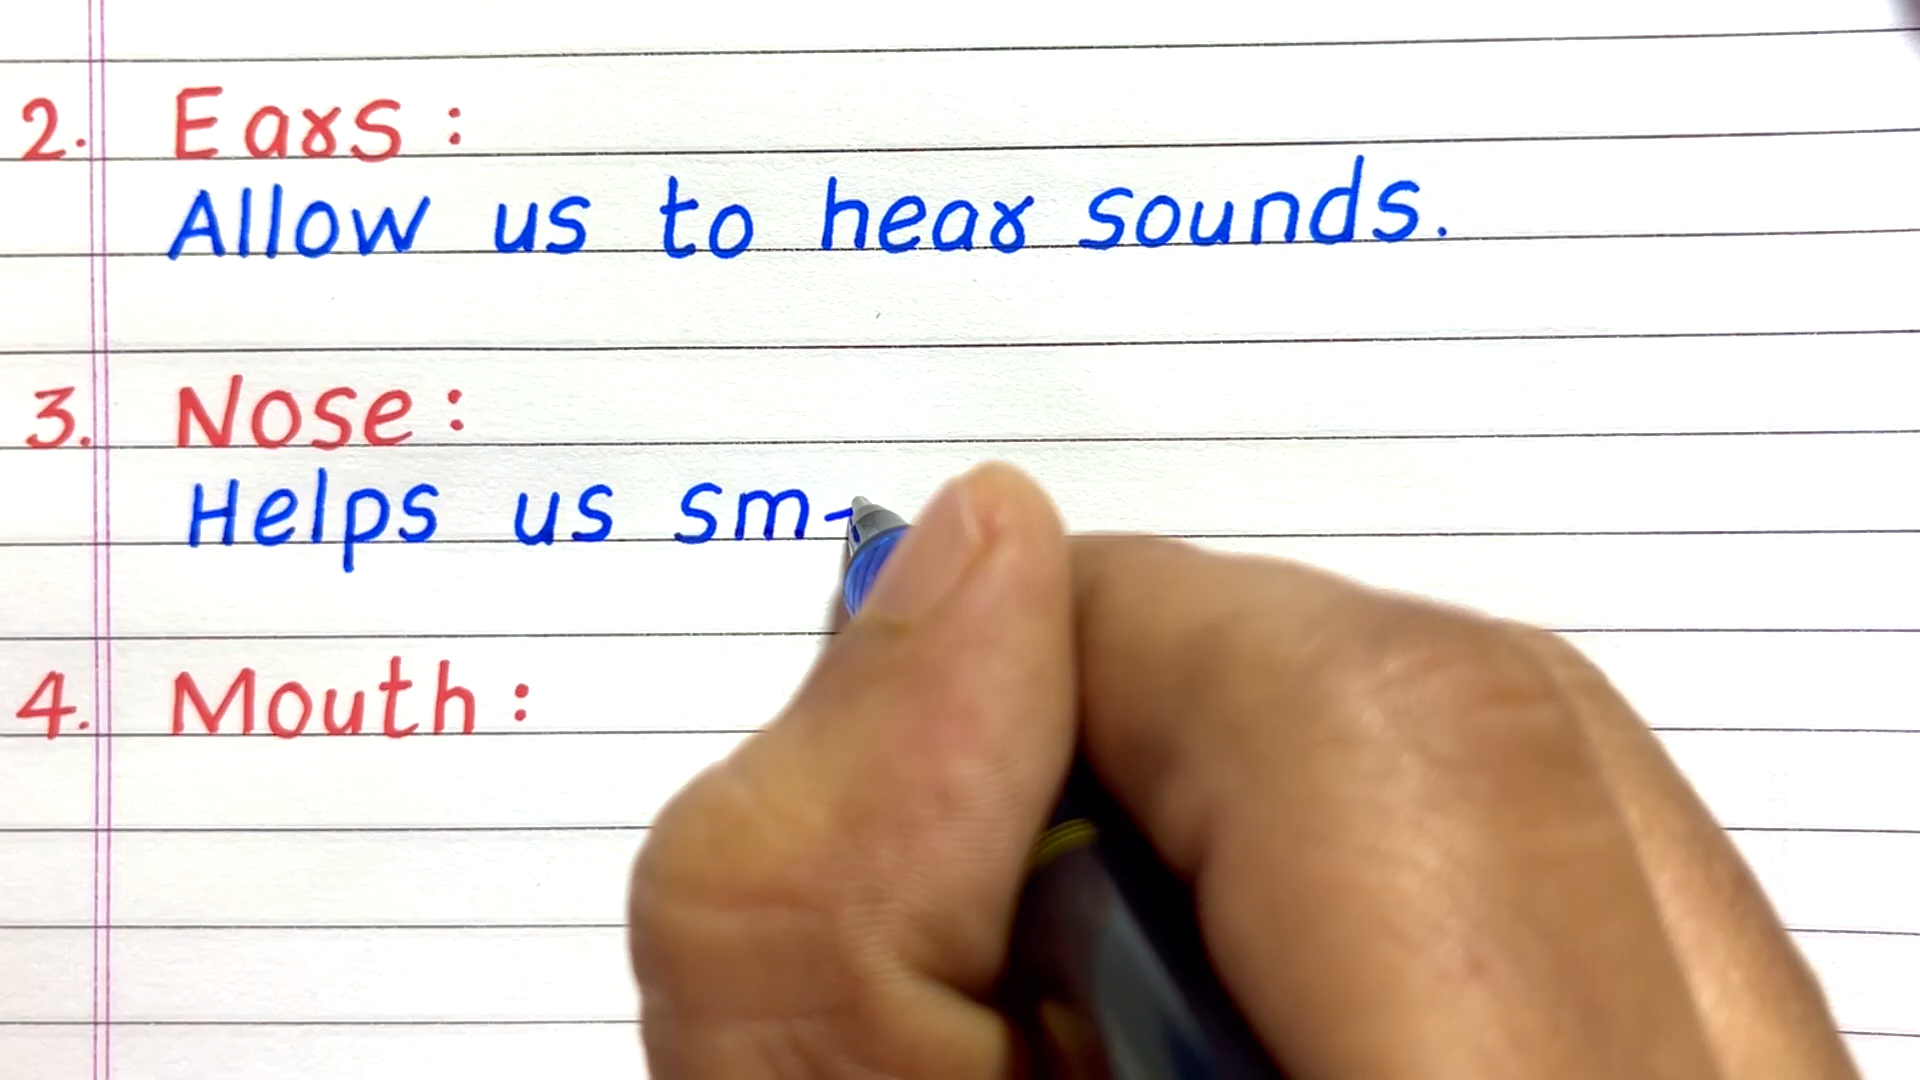 2. Ears :
Allow us to hear sounds.
3. Nose :
Helps us sm
4. Mouth :